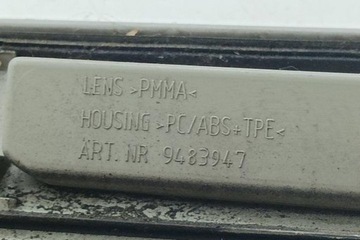 LENS >PMMA<
HOUSING >PC/ABS+TPE<
ART. NR 9483947